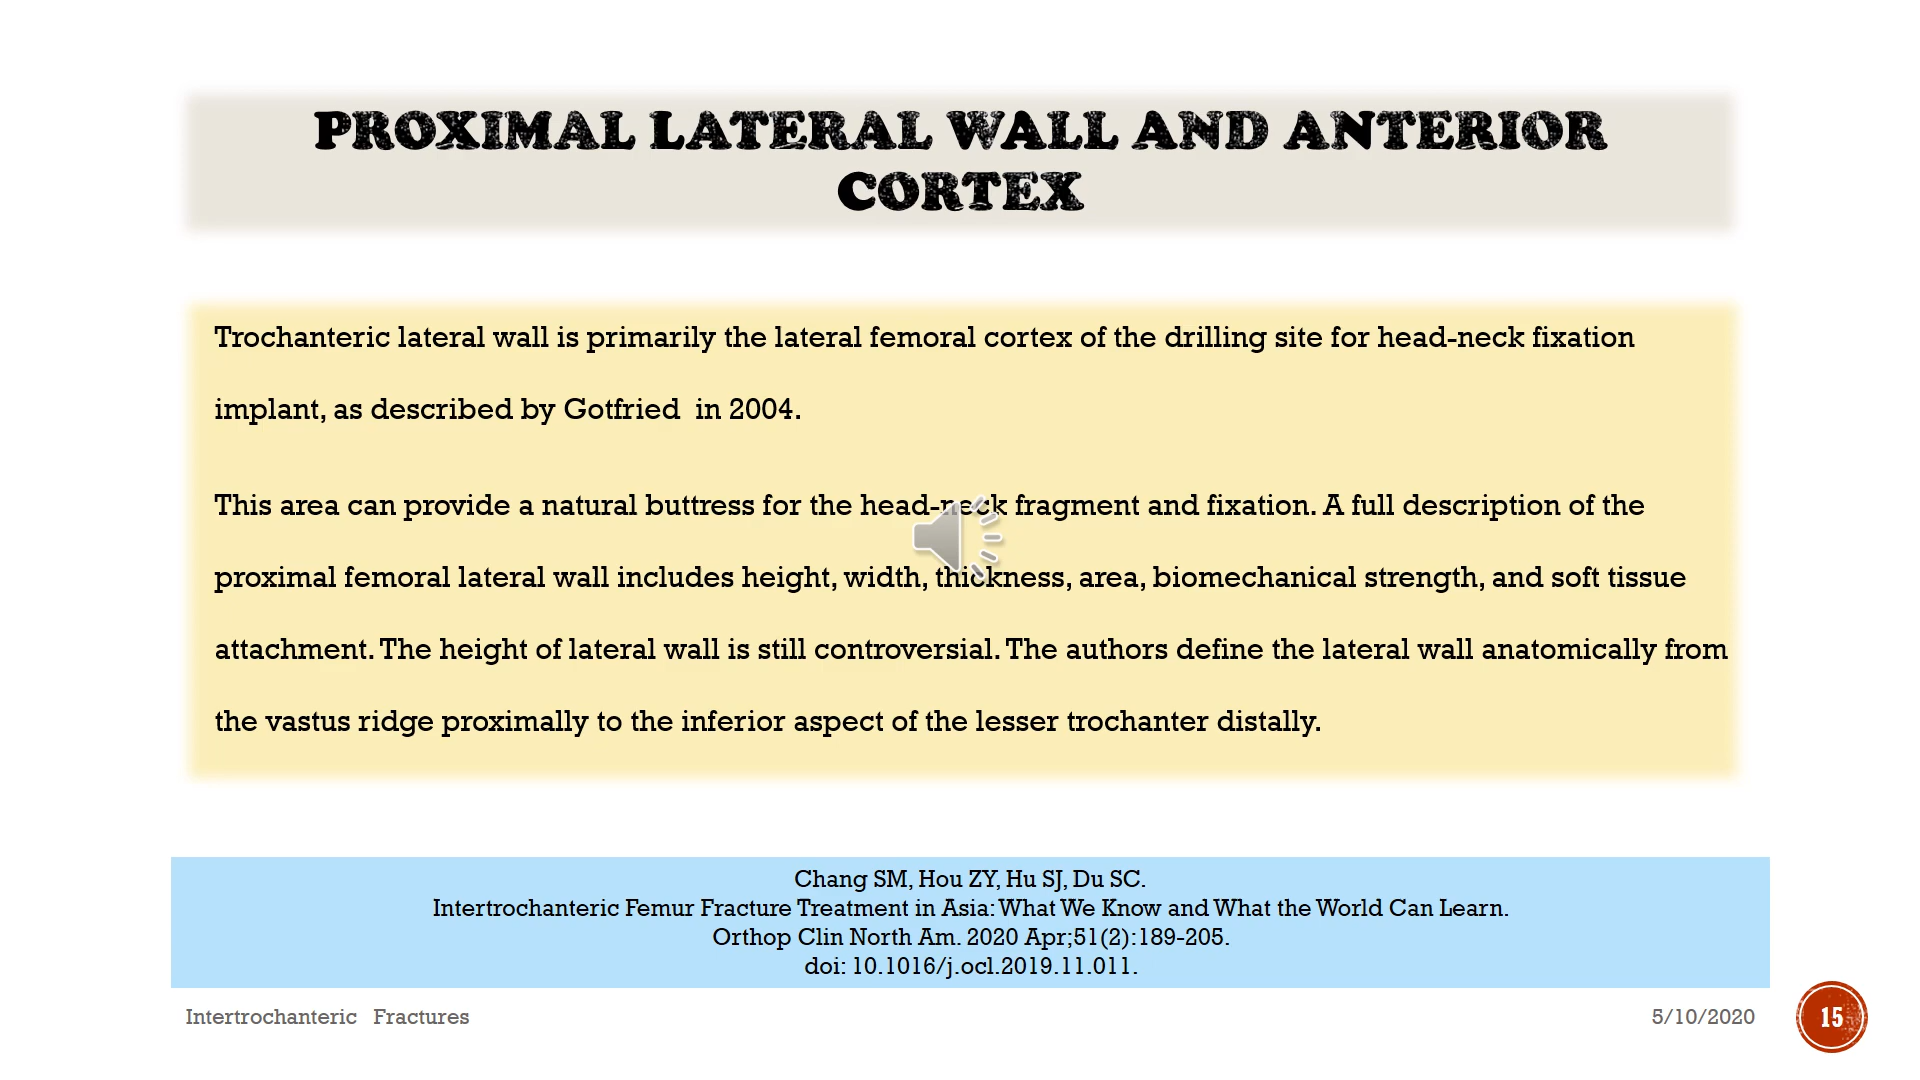 PROXIMAL LATERAL WALL AND ANTERIOR
CORTEX
Trochanteric lateral wall is primarily the lateral femoral cortex of the drilling site for head-neck fixation
implant, as described by Gotfried  in 2004.
This area can provide a natural buttress for the head-neck fragment and fixation. A full description of the
proximal femoral lateral wall includes height, width, thickness, area, biomechanical strength, and soft tissue
attachment. The height of lateral wall is still controversial. The authors define the lateral wall anatomically from
the vastus ridge proximally to the inferior aspect of the lesser trochanter distally.
Chang SM, Hou ZY, Hu SJ, Du SC.
Intertrochanteric Femur Fracture Treatment in Asia: What We Know and What the World Can Learn.
Orthop Clin North Am. 2020 Apr;51(2):189-205.
doi: 10.1016/j.ocl.2019.11.011.
Intertrochanteric  Fractures
5/10/2020
15